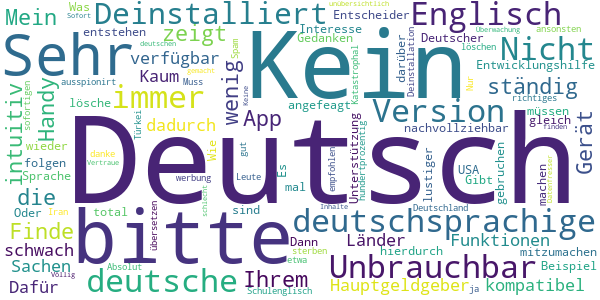 Was
Sofort
Mein
Deinstalliert
Englisch
unübersichtlich
Entscheider
Interesse
Überwachung
ansonsten
entstehen
zeigt
Gedanken
Deutscher
löschen
Sehr
Kein
Nicht
deutschen
verfügbar
darüber
Deinstallation
Katastrophal
Entwicklungshilfe
Spam
ausspioniert
Kaum
Muss
Nur
richtiges
intuitiv
sofortigen
Handy
immer
wenig
angefeagt
Version
ständig
lösche
Türkei
App
Keine
müssen
gemacht
dadurch
Unterstützung
hundertprozentig
nachvollziehbar
gleich
finden
Gerät
wieder
danke
Wie
Deutsch
folgen
Vertraue
gut
Es
USA
Sprache
werbung
Leute
mal
empfohlen
lustiger
Gibt
gebruchen
machen
Datenfresser
die
schlecht
Oder
Iran
total
bitte
sind
Deutschland
Inhalte
deutschsprachige
Finde
übersetzen
Dann
Länder
Funktionen
schwach
Absolut
sterben
hierdurch
mitzumachen
Sachen
deutsche
Ihrem
etwa
Unbrauchbar
Beispiel
Dafür
Völlig
Schulenglisch
Hauptgeldgeber
ja
kompatibel